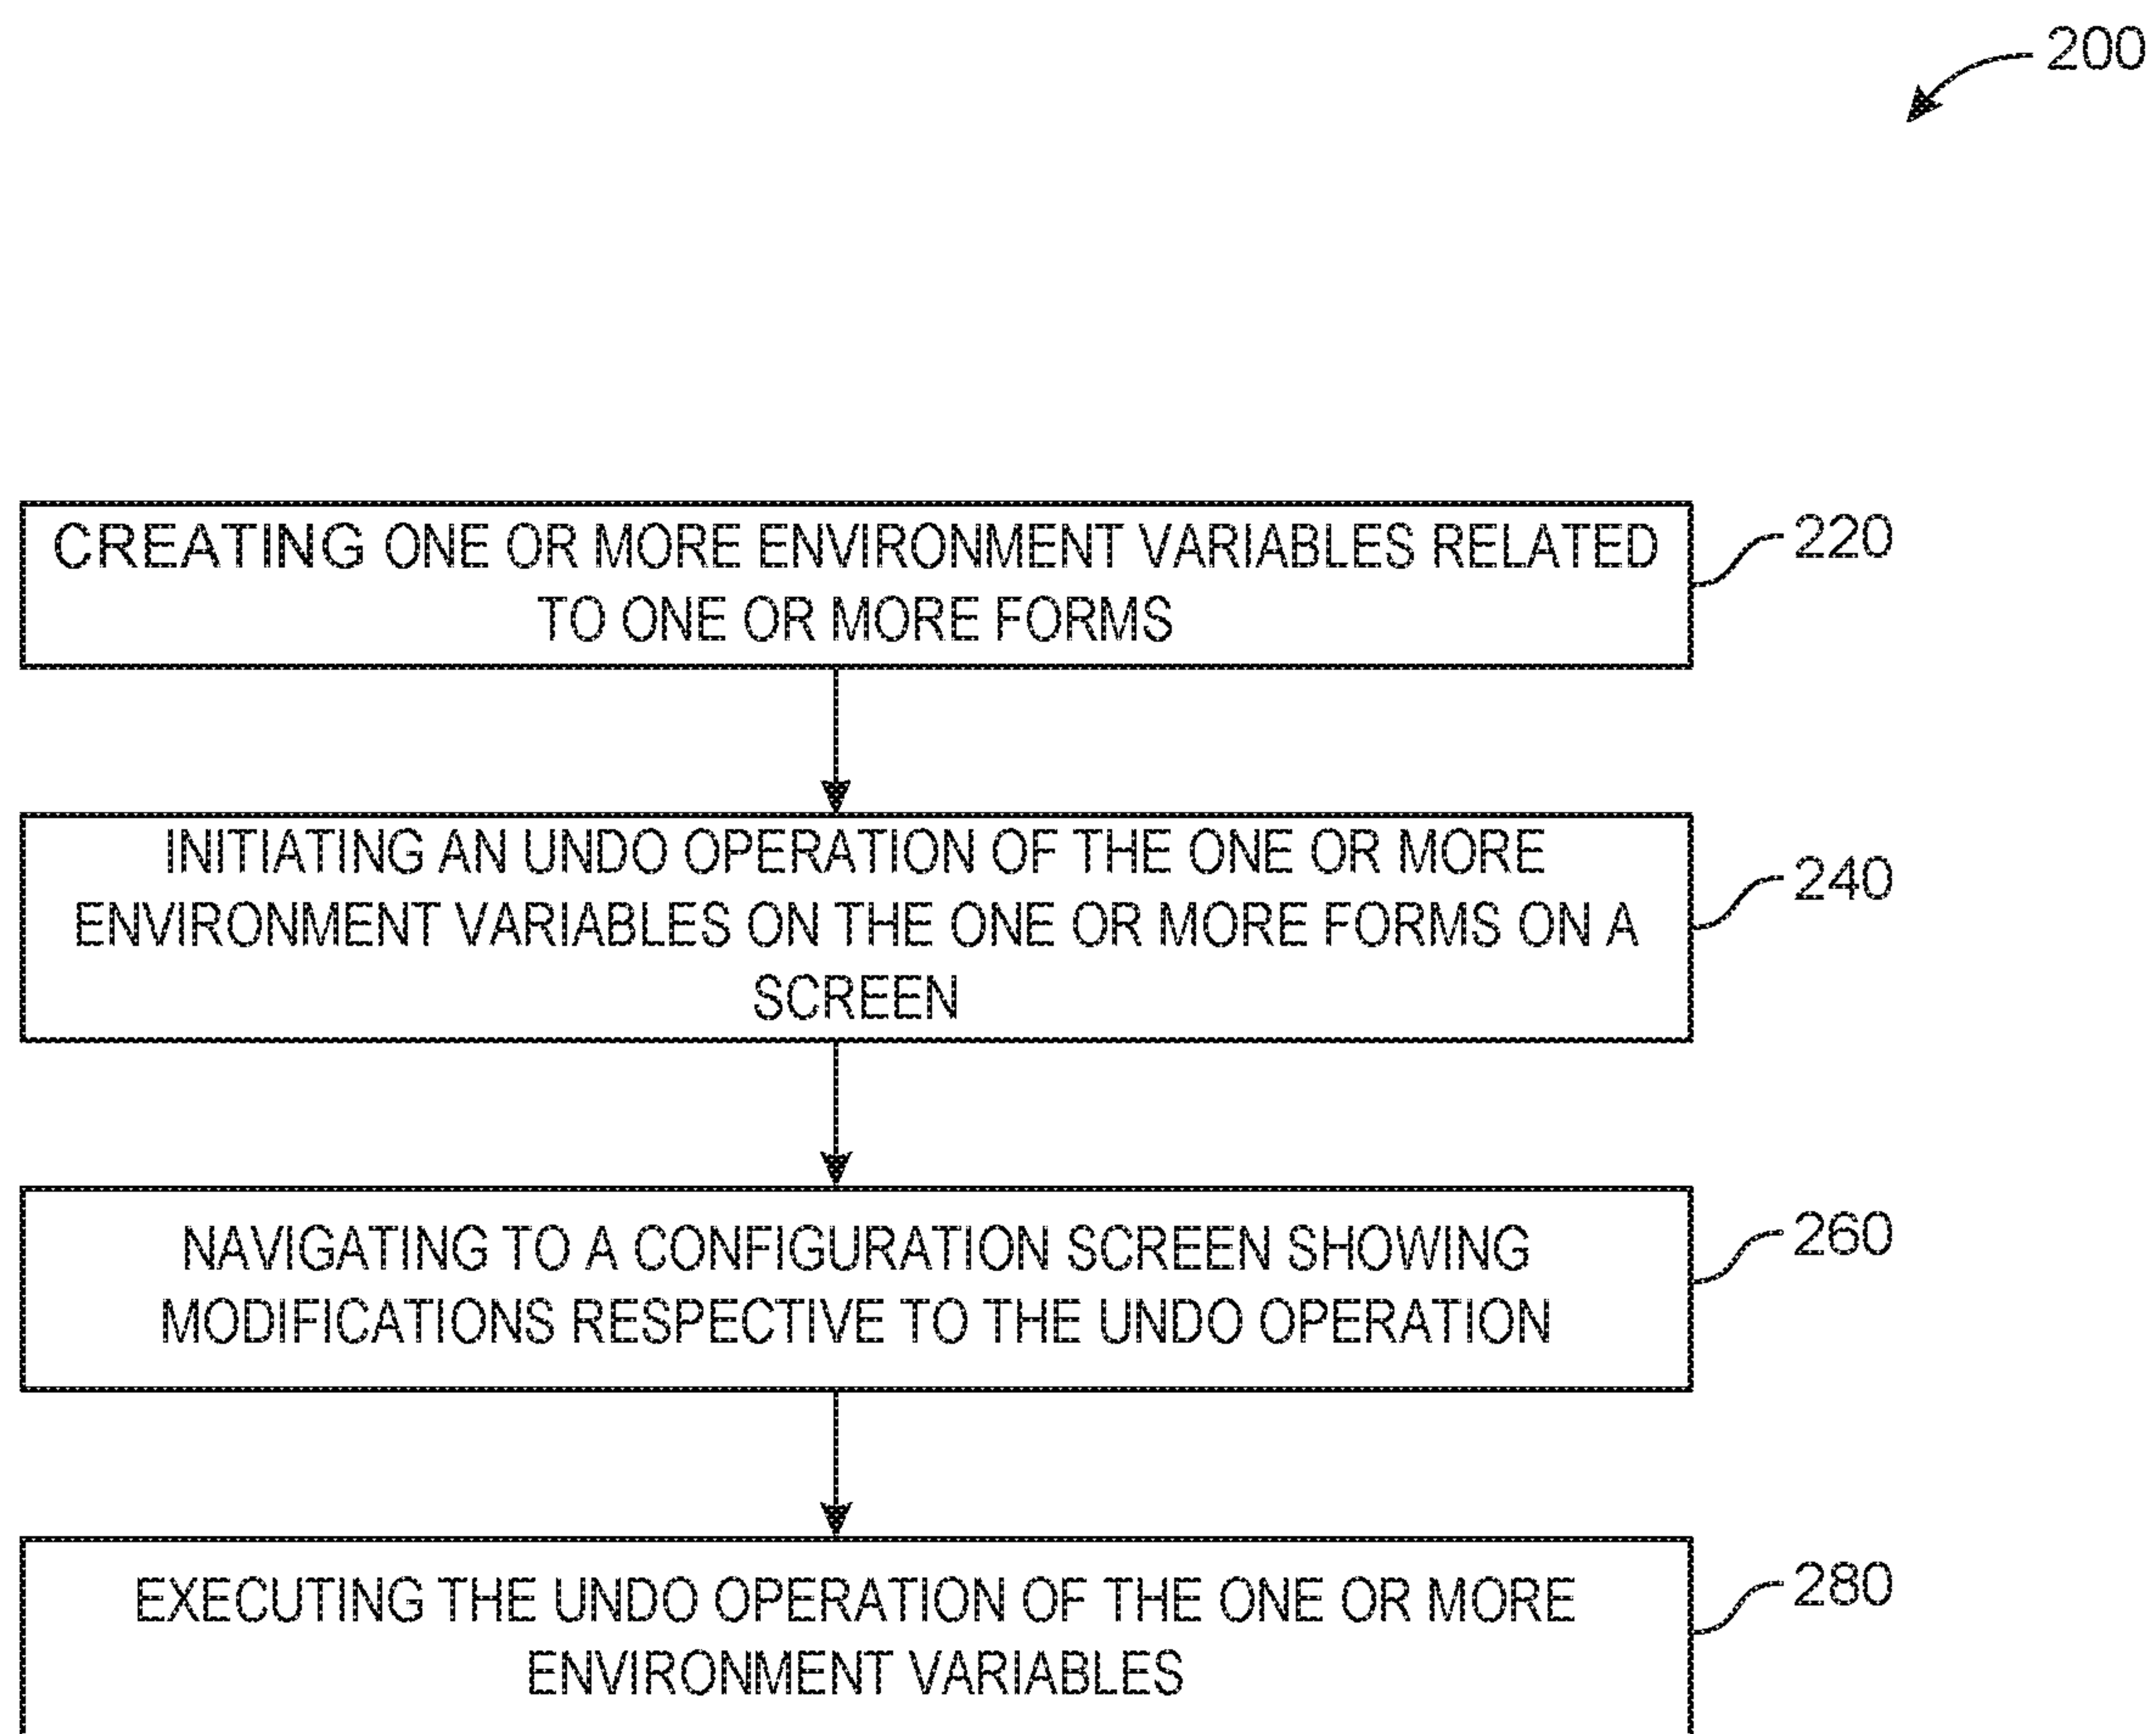 200
CREATING ONE OR MORE ENVIRONMENT VARIABLES RELATED
TO ONE OR MORE FORMS
220
INITIATING AN UNDO OPERATION OF THE ONE OR MORE
ENVIRONMENT VARIABLES ON THE ONE OR MORE FORMS ON A
SCREEN
240
NAVIGATING TO A CONFIGURATION SCREEN SHOWING
MODIFICATIONS RESPECTIVE TO THE UNDO OPERATION
260
EXECUTING THE UNDO OPERATION OF THE ONE OR MORE
ENVIRONMENT VARIABLES
280